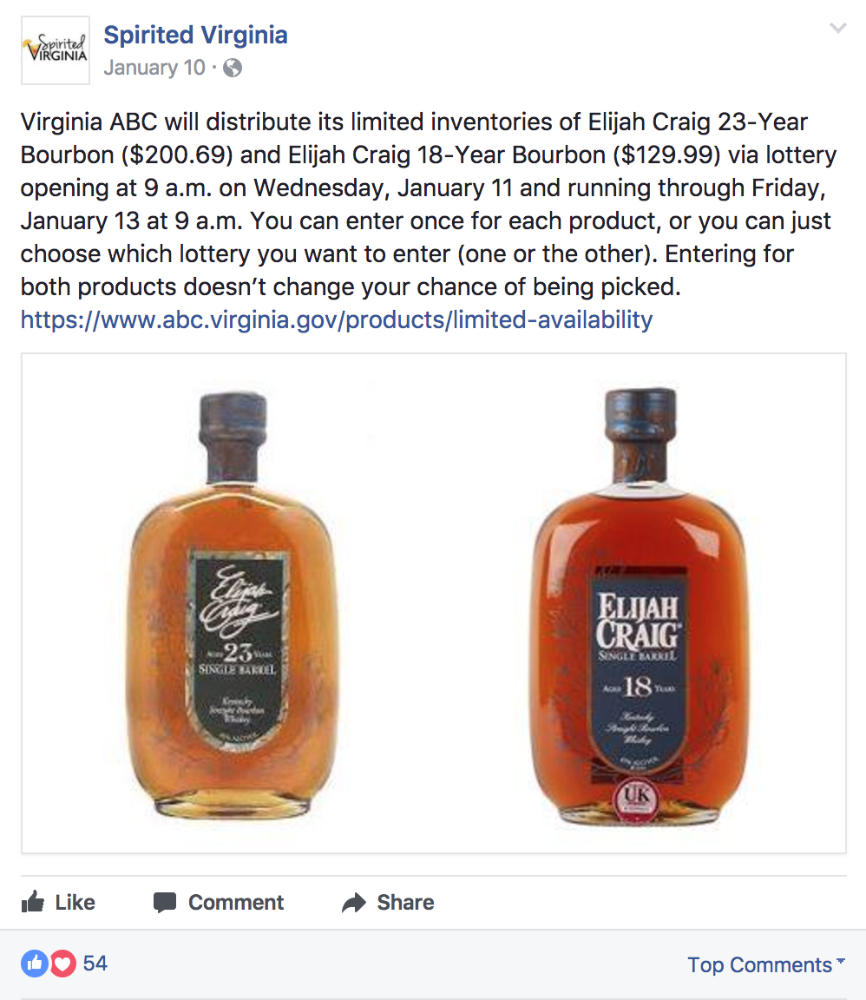 Spirited
VIRGINIA
Spirited Virginia
January 10 ·
Virginia ABC will distribute its limited inventories of Elijah Craig 23-Year
Bourbon ($200.69) and Elijah Craig 18-Year Bourbon ($129.99) via lottery
opening at 9 a.m. on Wednesday, January 11 and running through Friday,
January 13 at 9 a.m. You can enter once for each product, or you can just
choose which lottery you want to enter (one or the other). Entering for
both products doesn’t change your chance of being picked.
https://www.abc.virginia.gov/products/limited-availability
Elijah
Craig
AGED 23 YEARS
SINGLE BARREL
Kentucky
Straight Bourbon
Whiskey
ELIJAH
CRAIG
SINGLE BARREL
AGED 18 YEARS
Kentucky
Straight Bourbon
Whiskey
UK
Like Comment Share
54 Top Comments